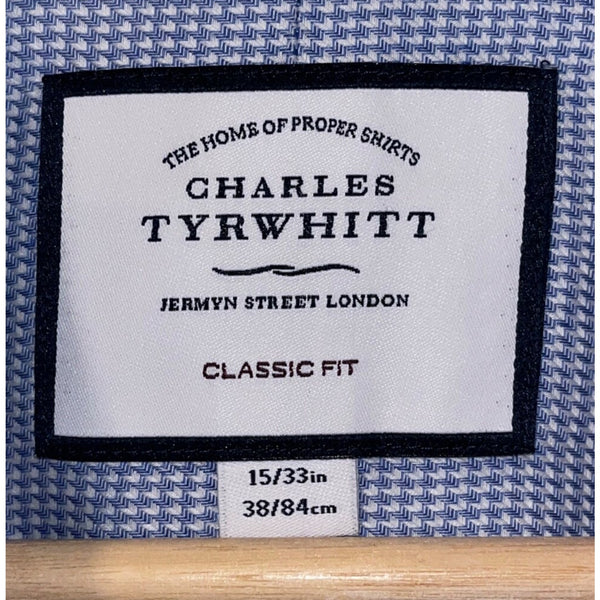 THE HOME OF PROPER SHIRTS
CHARLES
TYRWHITT
JERMYN STREET LONDON
CLASSIC FIT
15/33in
38/84cm